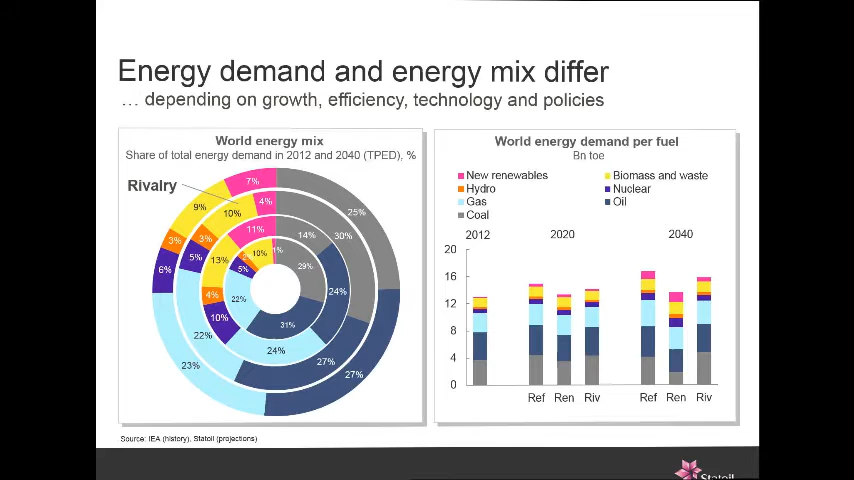 Energy demand and energy mix differ
… depending on growth, efficiency, technology and policies
World energy mix
Share of total energy demand in 2012 and 2040 (TPED), %
Rivalry
7%
9%
4%
10%
25%
3%
11%
14%
30%
3%
10%
1%
6%
5%
13%
5%
29%
4%
22%
24%
10%
31%
22%
24%
23%
27%
27%
World energy demand per fuel
Bn toe
New renewables
Biomass and waste
Hydro
Nuclear
Gas
Oil
Coal
2012
2020
2040
20
16
12
8
4
0
Ref Ren Riv
Ref Ren Riv
Source: IEA (history), Statoil (projections)
Statoil